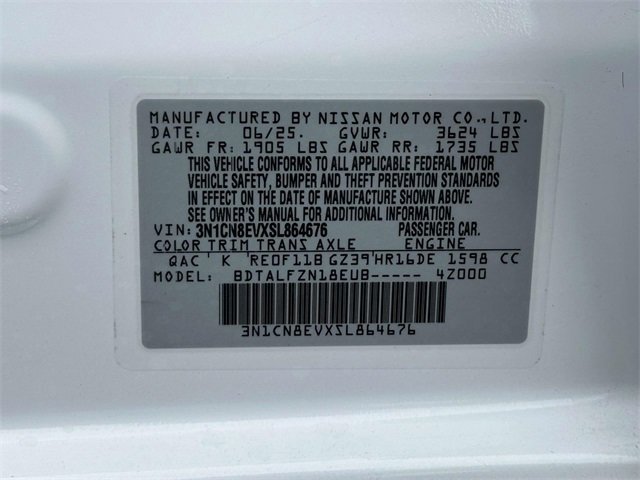 MANUFACTURED BY NISSAN MOTOR CO.,LTD.
DATE: 06/25. GVWR: 3624 LBS
GAWR FR: 1905 LBS GAWR RR: 1735 LBS
THIS VEHICLE CONFORMS TO ALL APPLICABLE FEDERAL MOTOR
VEHICLE SAFETY, BUMPER AND THEFT PREVENTION STANDARDS
IN EFFECT ON THE DATE OF MANUFACTURE SHOWN ABOVE.
SEE OWNER'S MANUAL FOR ADDITIONAL INFORMATION.
VIN: 3N1CN8EVXSL864676 PASSENGER CAR.
COLOR TRIM TRANS AXLE ENGINE
QAC ' K ' RE0F11B GZ39 ' HR16DE 1598 CC
MODEL: BDTALFZN18EUB----- 4Z000
3N1CN8EVXSL864676